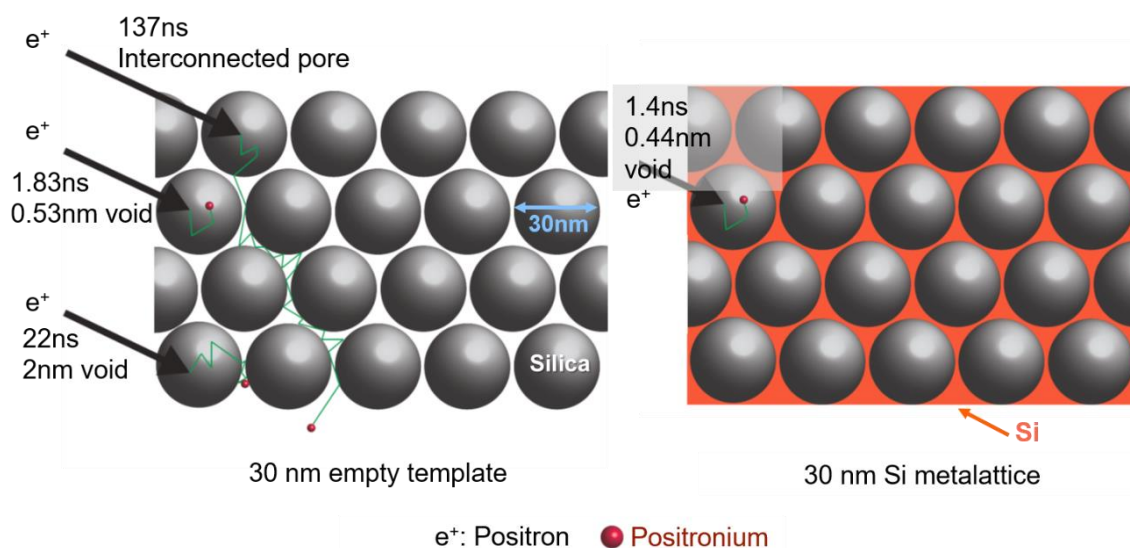 137ns
Interconnected pore
e⁺
e⁺
1.83ns
0.53nm void
30nm
e⁺
22ns
2nm void
Silica
30 nm empty template
1.4ns
0.44nm
void
e⁺
Si
30 nm Si metalattice
e⁺: Positron
Positronium